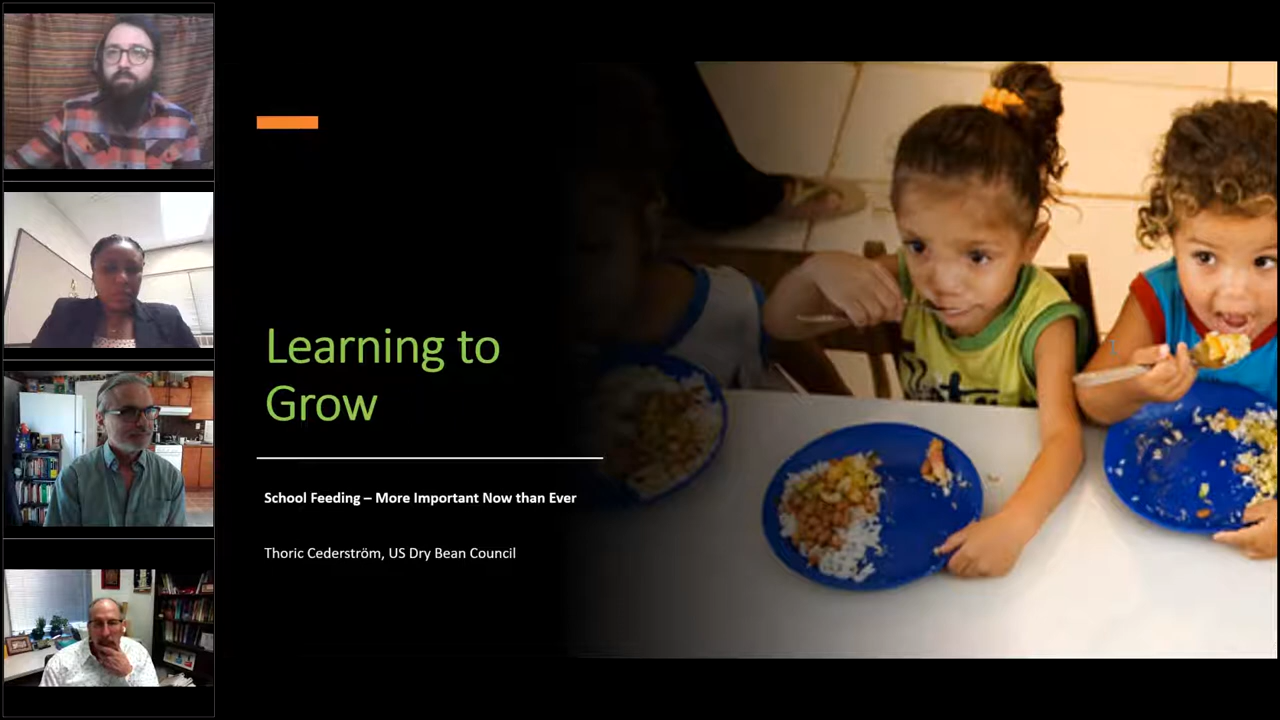 Learning to
Grow
School Feeding – More Important Now than Ever
Thoric Cederström, US Dry Bean Council